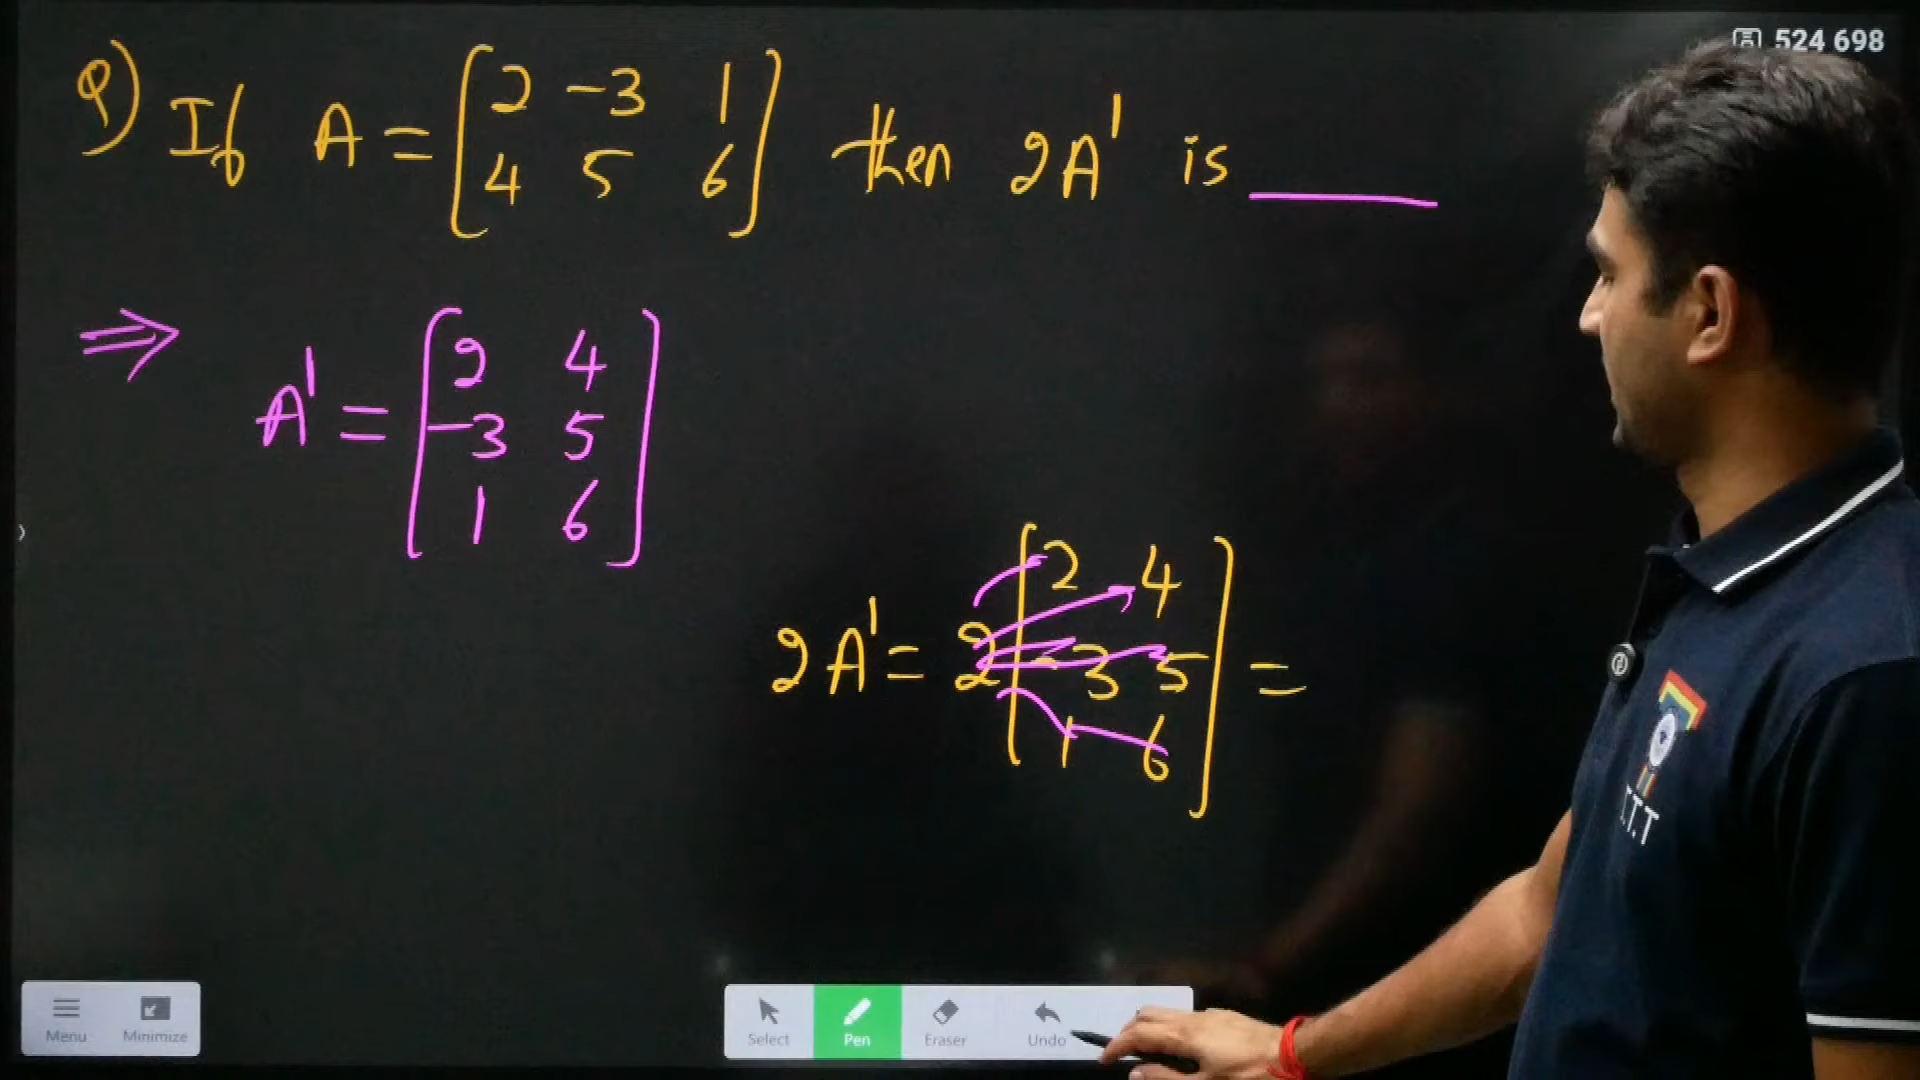 524 698
Q) If A = [2 -3 1
4 5 6] then 2A' is ____
⇒ A' = [2 4
-3 5
1 6]
2A' = 2[2 4
-3 5
1 6] =
I.T.T
Menu Minimize Select Pen Eraser Undo